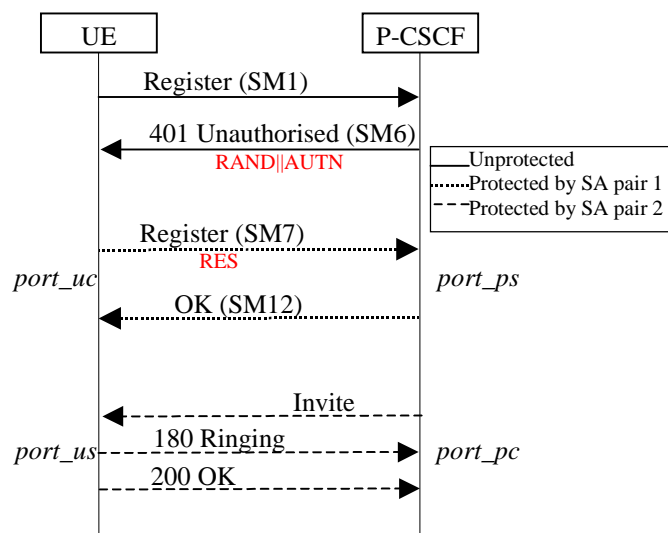 UE
P-CSCF
Register (SM1)
401 Unauthorised (SM6)
RAND||AUTN
Unprotected
Protected by SA pair 1
Protected by SA pair 2
Register (SM7)
RES
port_uc
port_ps
OK (SM12)
Invite
port_us
180 Ringing
port_pc
200 OK